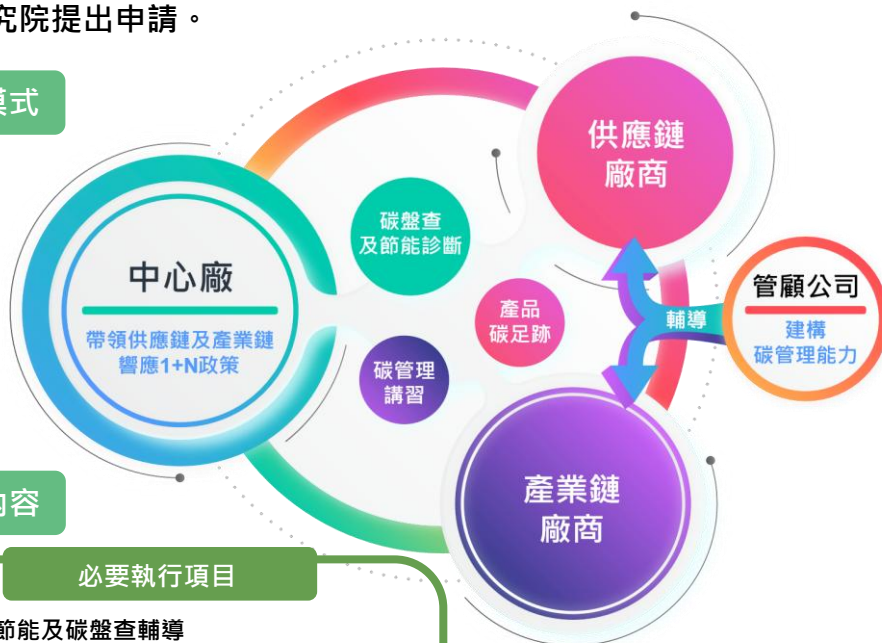 究院提出申請。
模式
供應鏈
廠商
碳盤查
及節能診斷
中心廠
帶領供應鏈及產業鏈
響應1+N政策
產品
碳足跡
輔導
管顧公司
建構
碳管理能力
碳管理
講習
產業鏈
廠商
內容
必要執行項目
節能及碳盤查輔導